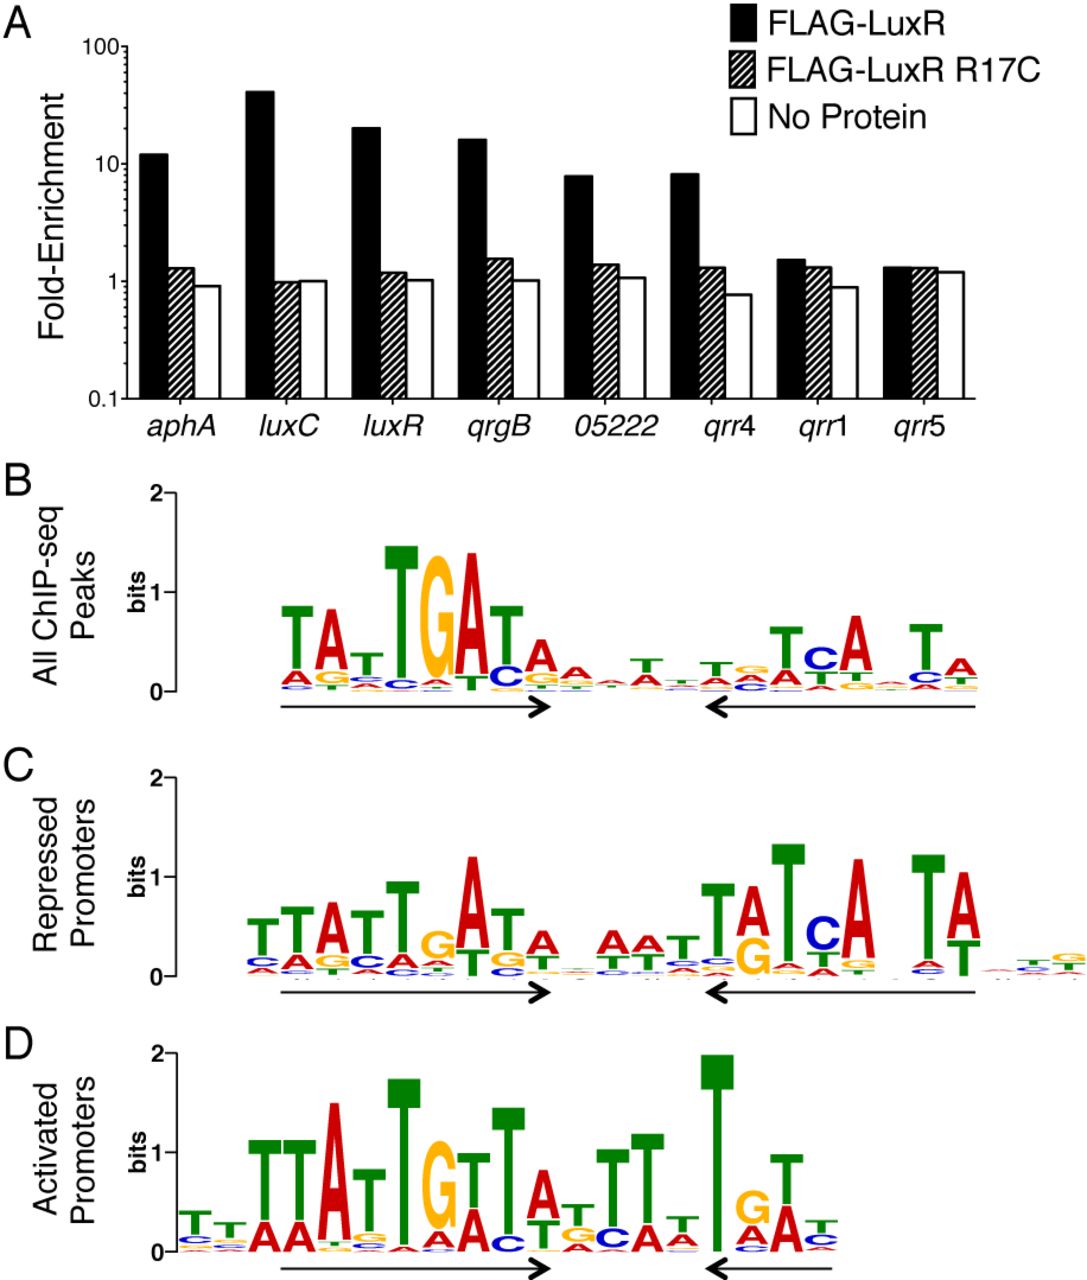 A
FLAG-LuxR
FLAG-LuxR R17C
No Protein
Fold-Enrichment
100
10
1
0.1
aphA luxC luxR qrgB 05222 qrr4 qrr1 qrr5
B
All ChIP-seq
Peaks
bits
2
1
0
C
Repressed
Promoters
bits
2
1
0
D
Activated
Promoters
bits
2
1
0